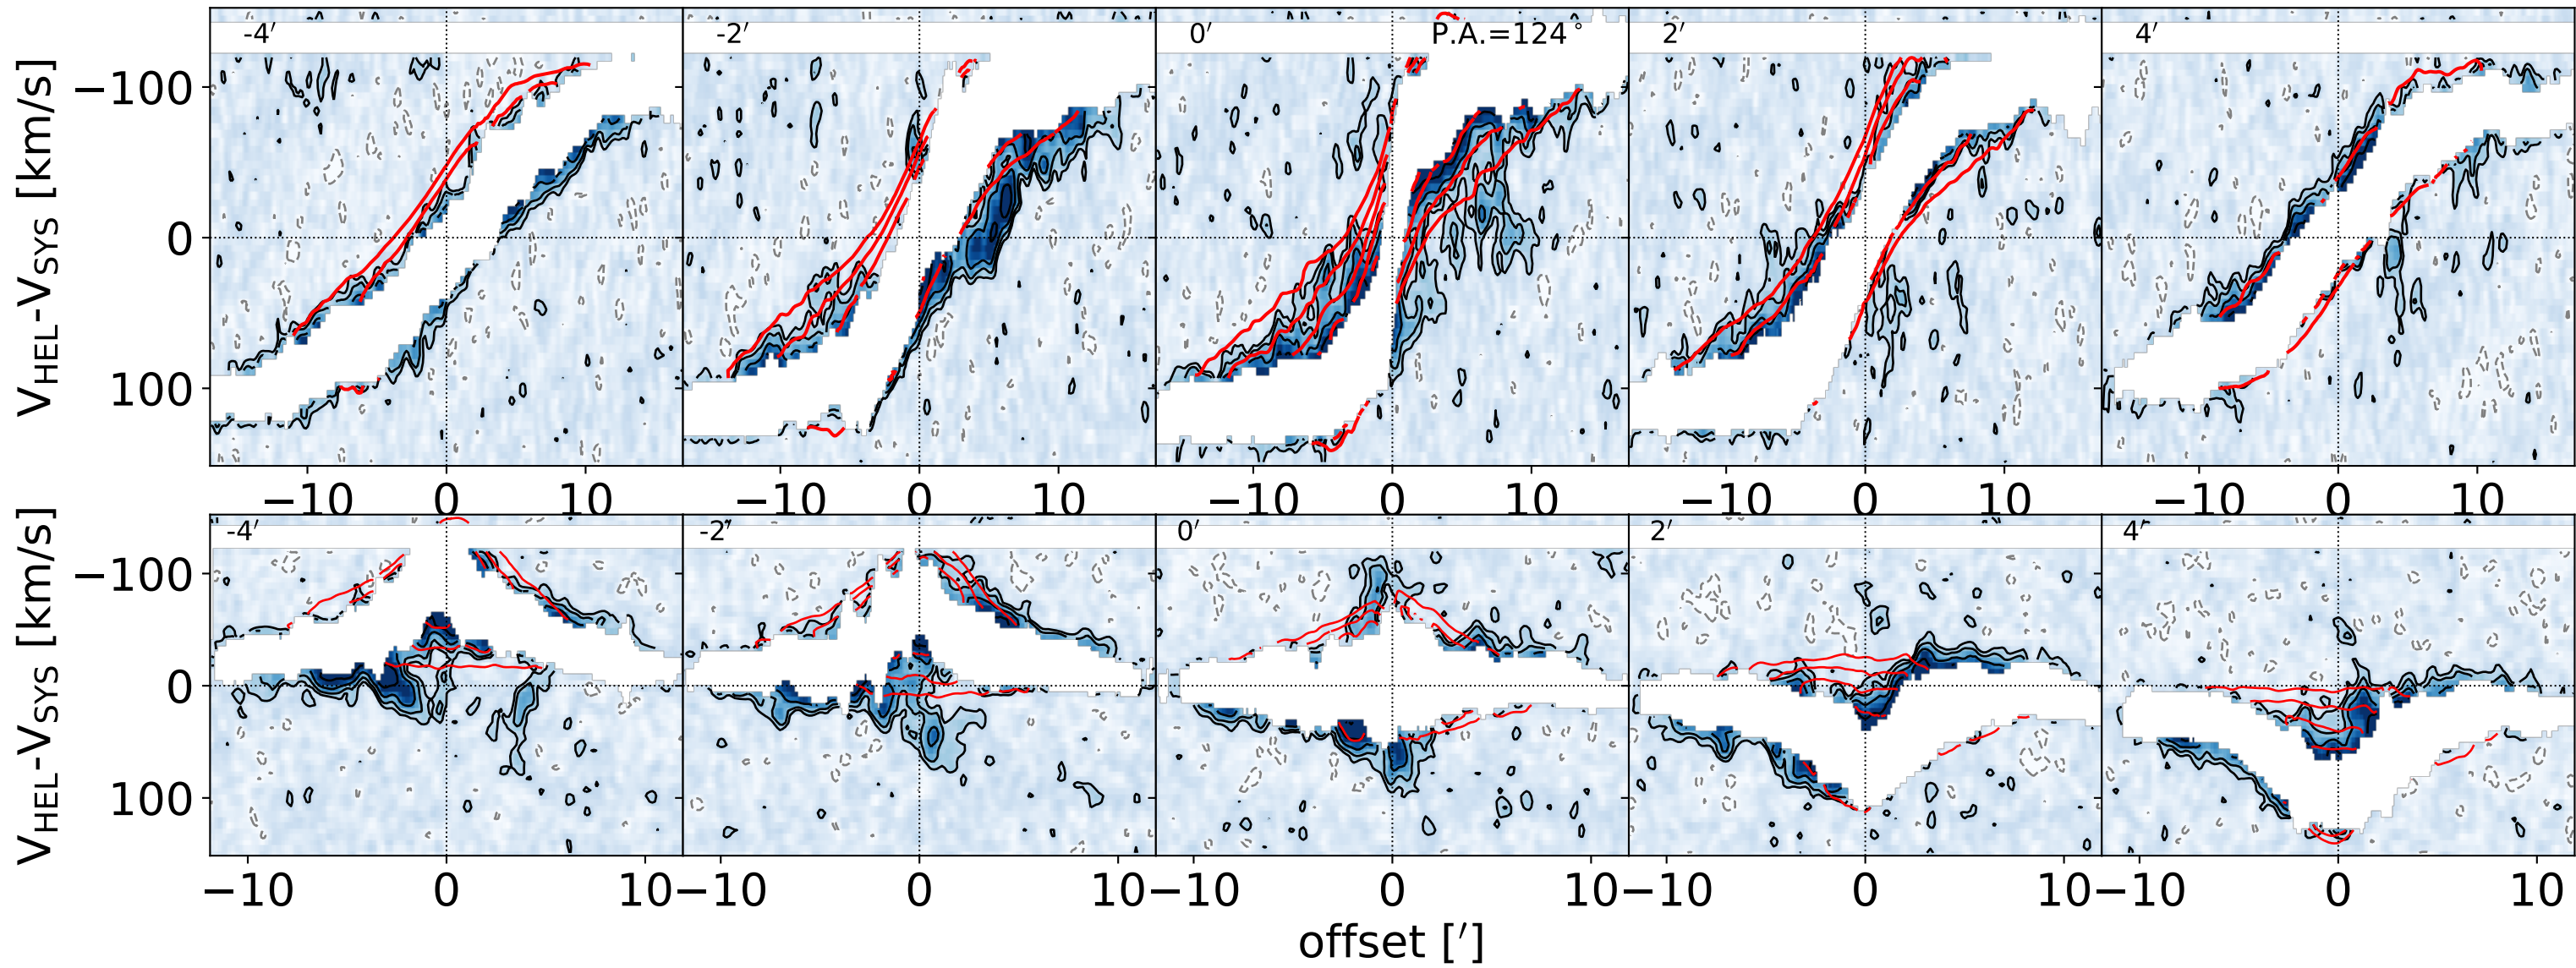 -4′ -2′ 0′ P.A.=124° 2′ 4′
V_HEL-V_SYS [km/s]
−100
0
100
−10 0 10 −10 0 10 −10 0 10 −10 0 10 −10 0 10
-4′ -2′ 0′ 2′ 4′
V_HEL-V_SYS [km/s]
−100
0
100
−10 0 10 −10 0 10 −10 0 10 −10 0 10 −10 0 10
offset [′]